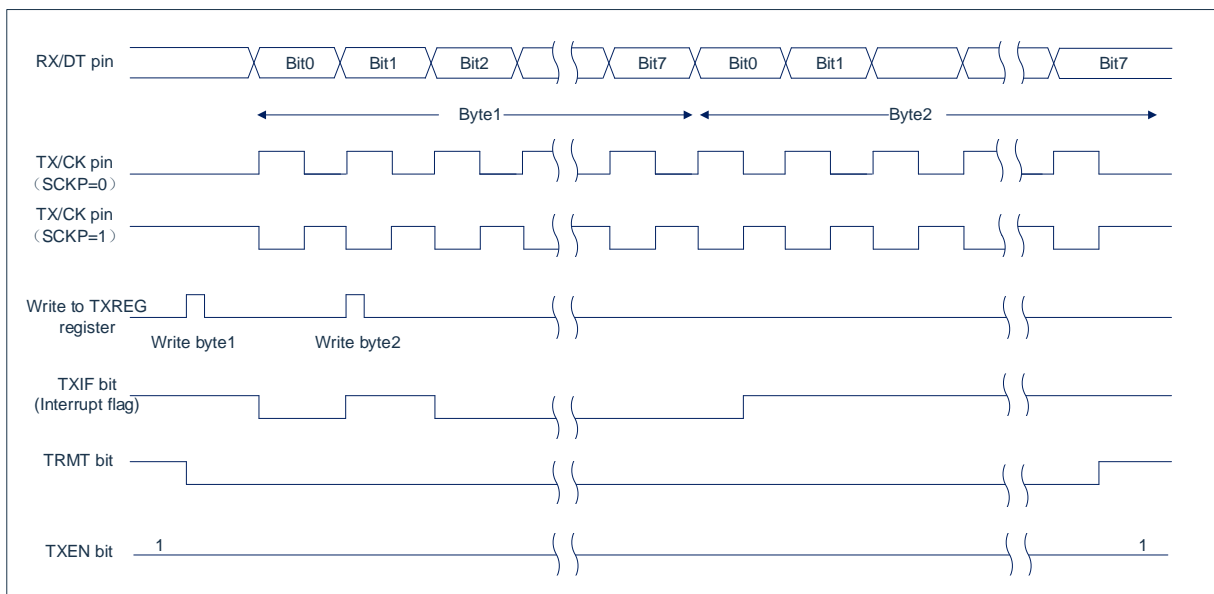 RX/DT pin
Bit0 Bit1 Bit2 Bit7 Bit0 Bit1 Bit7
Byte1 Byte2
TX/CK pin
（SCKP=0）
TX/CK pin
（SCKP=1）
Write to TXREG
register
Write byte1 Write byte2
TXIF bit
(Interrupt flag)
TRMT bit
TXEN bit 1 1